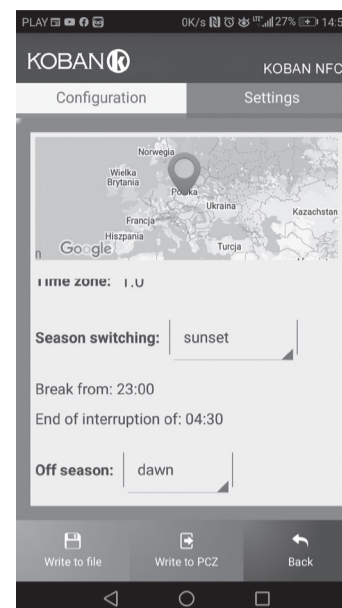 PLAY 0K/s LTE 27% 14:5
KOBAN k
KOBAN NFC
Configuration Settings
Norwegia
Wielka
Brytania
Polska
Ukraina
Kazachstan
Francja
Hiszpania
Google
Turcja
Time zone: 1.0
Season switching: sunset
Break from: 23:00
End of interruption of: 04:30
Off season: dawn
Write to file Write to PCZ Back